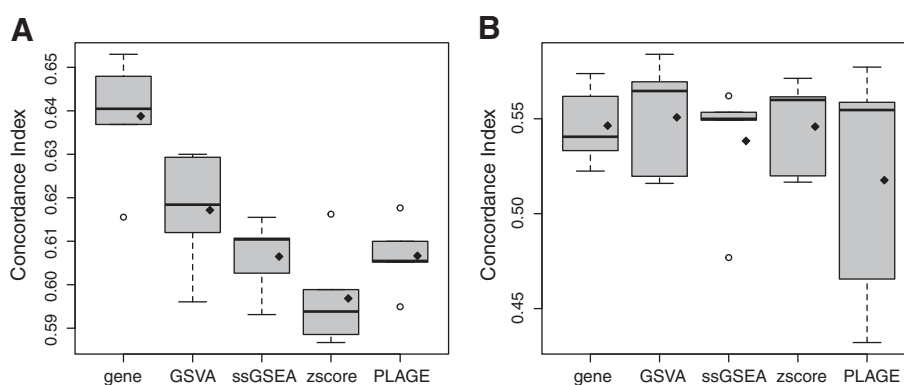 A
Concordance Index
0.65
0.64
0.63
0.62
0.61
0.60
0.59
gene GSVA ssGSEA zscore PLAGE
B
Concordance Index
0.55
0.50
0.45
gene GSVA ssGSEA zscore PLAGE